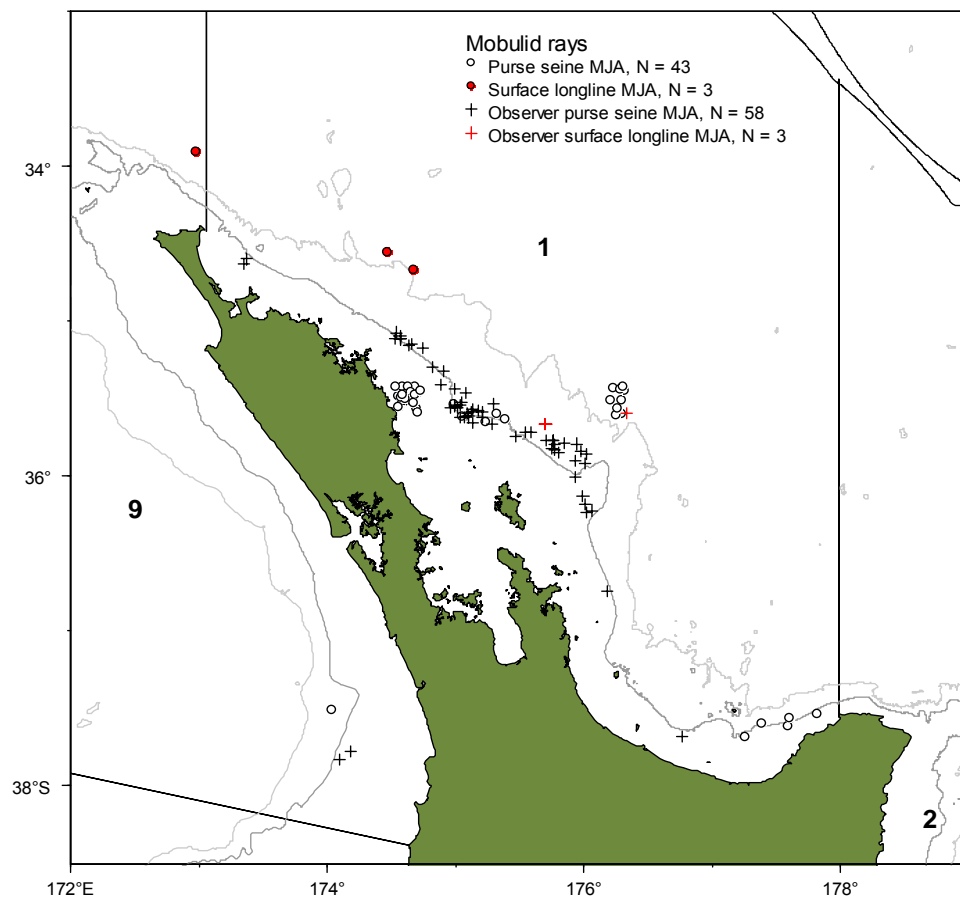 Mobulid rays
Purse seine MJA, N = 43
Surface longline MJA, N = 3
Observer purse seine MJA, N = 58
Observer surface longline MJA, N = 3
34°
1
36°
9
38°S
2
172°E
174°
176°
178°